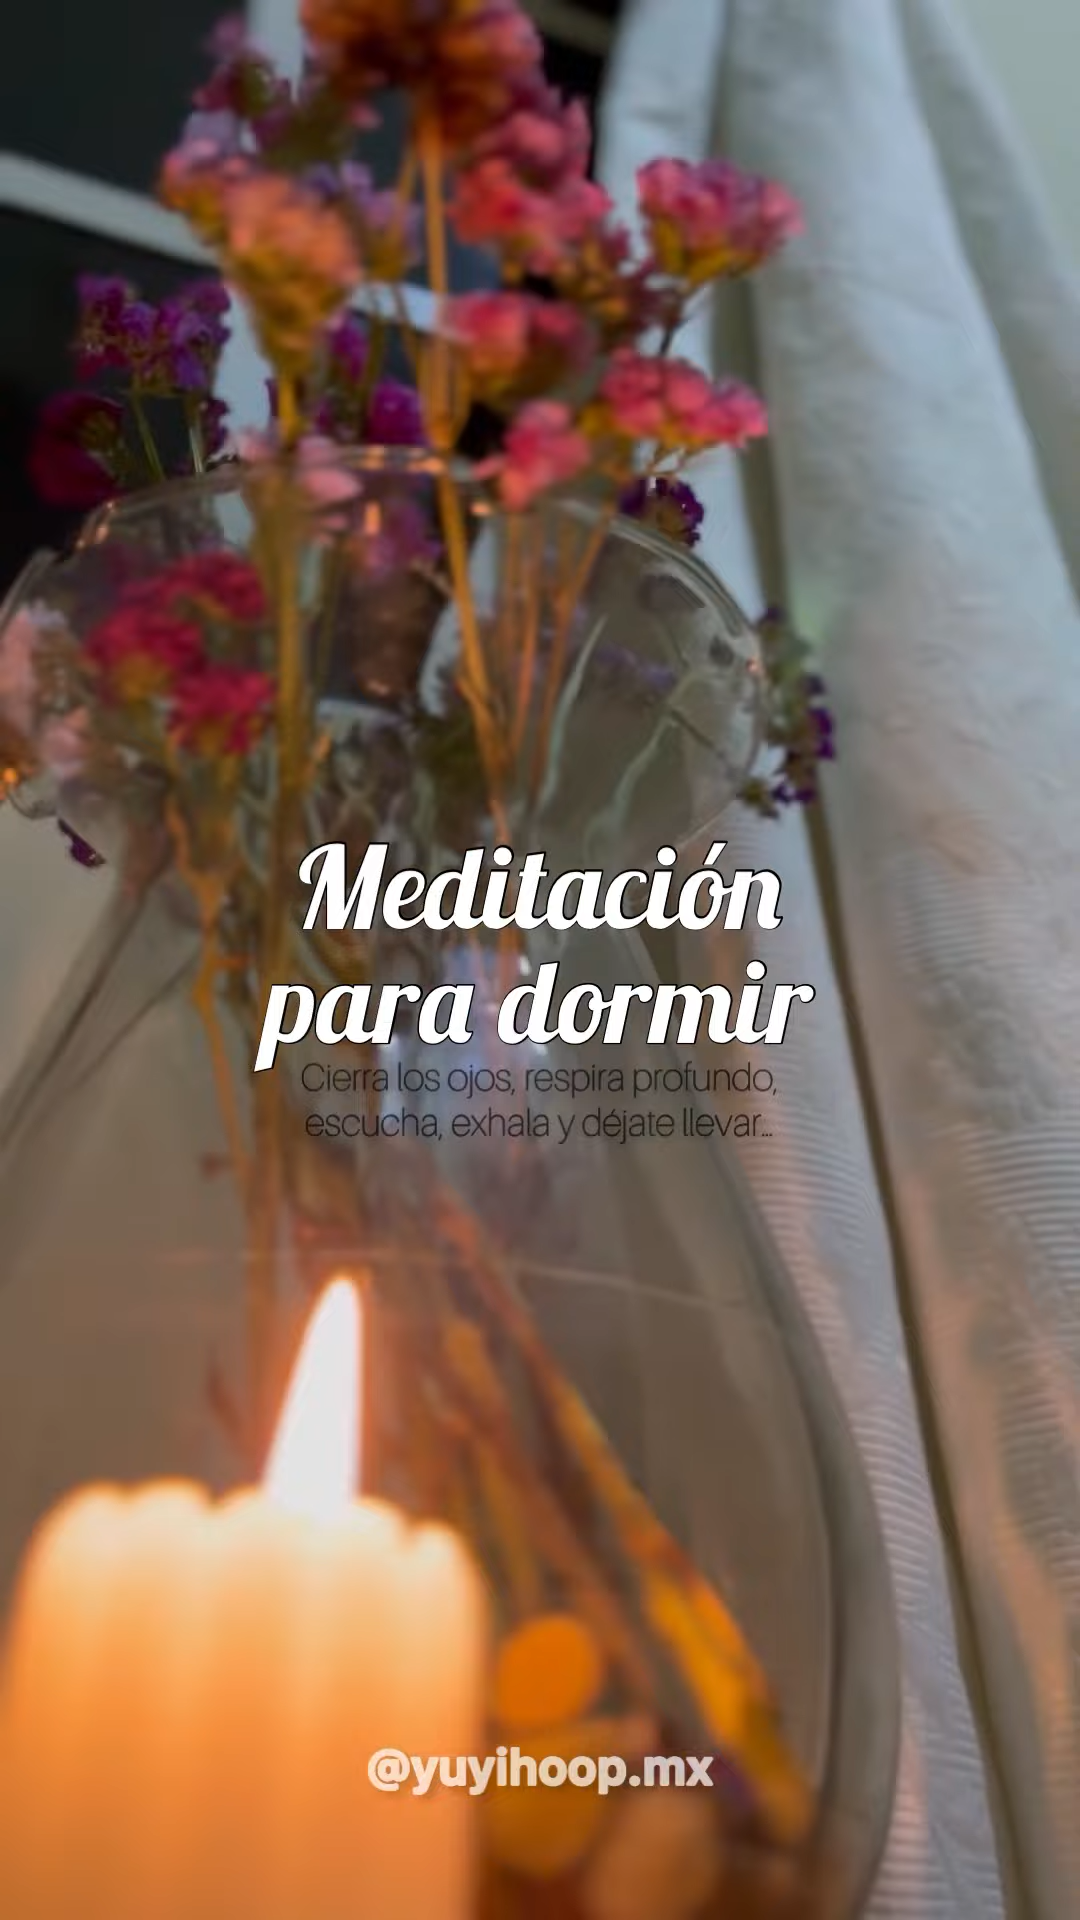 Meditación
para dormir
Cierra los ojos, respira profundo,
escucha, exhala y déjate llevar...
@yuyihoop.mx